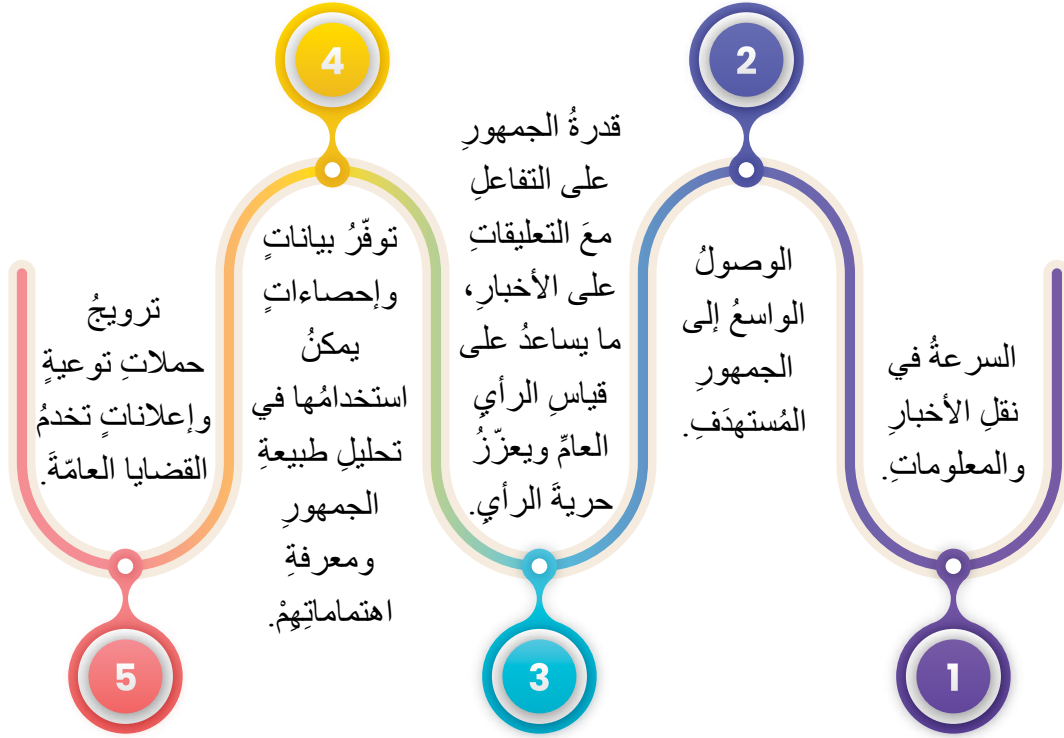 1
السرعةُ في
نقلِ الأخبارِ
والمعلوماتِ.
2
الوصولُ
الواسعُ إلى
الجمهورِ
المُستهدَفِ.
3
قدرةُ الجمهورِ
على التفاعلِ
معَ التعليقاتِ
على الأخبارِ،
ما يساعدُ على
قياسِ الرأيِ
العامِّ ويعزّزُ
حريةَ الرأيِ.
4
توفّرُ بياناتٍ
وإحصاءاتٍ
يمكنُ
استخدامُها في
تحليلِ طبيعةِ
الجمهورِ
ومعرفةِ
اهتماماتِهِمْ.
5
ترويجُ
حملاتِ توعيةٍ
وإعلاناتٍ تخدمُ
القضايا العامّةَ.